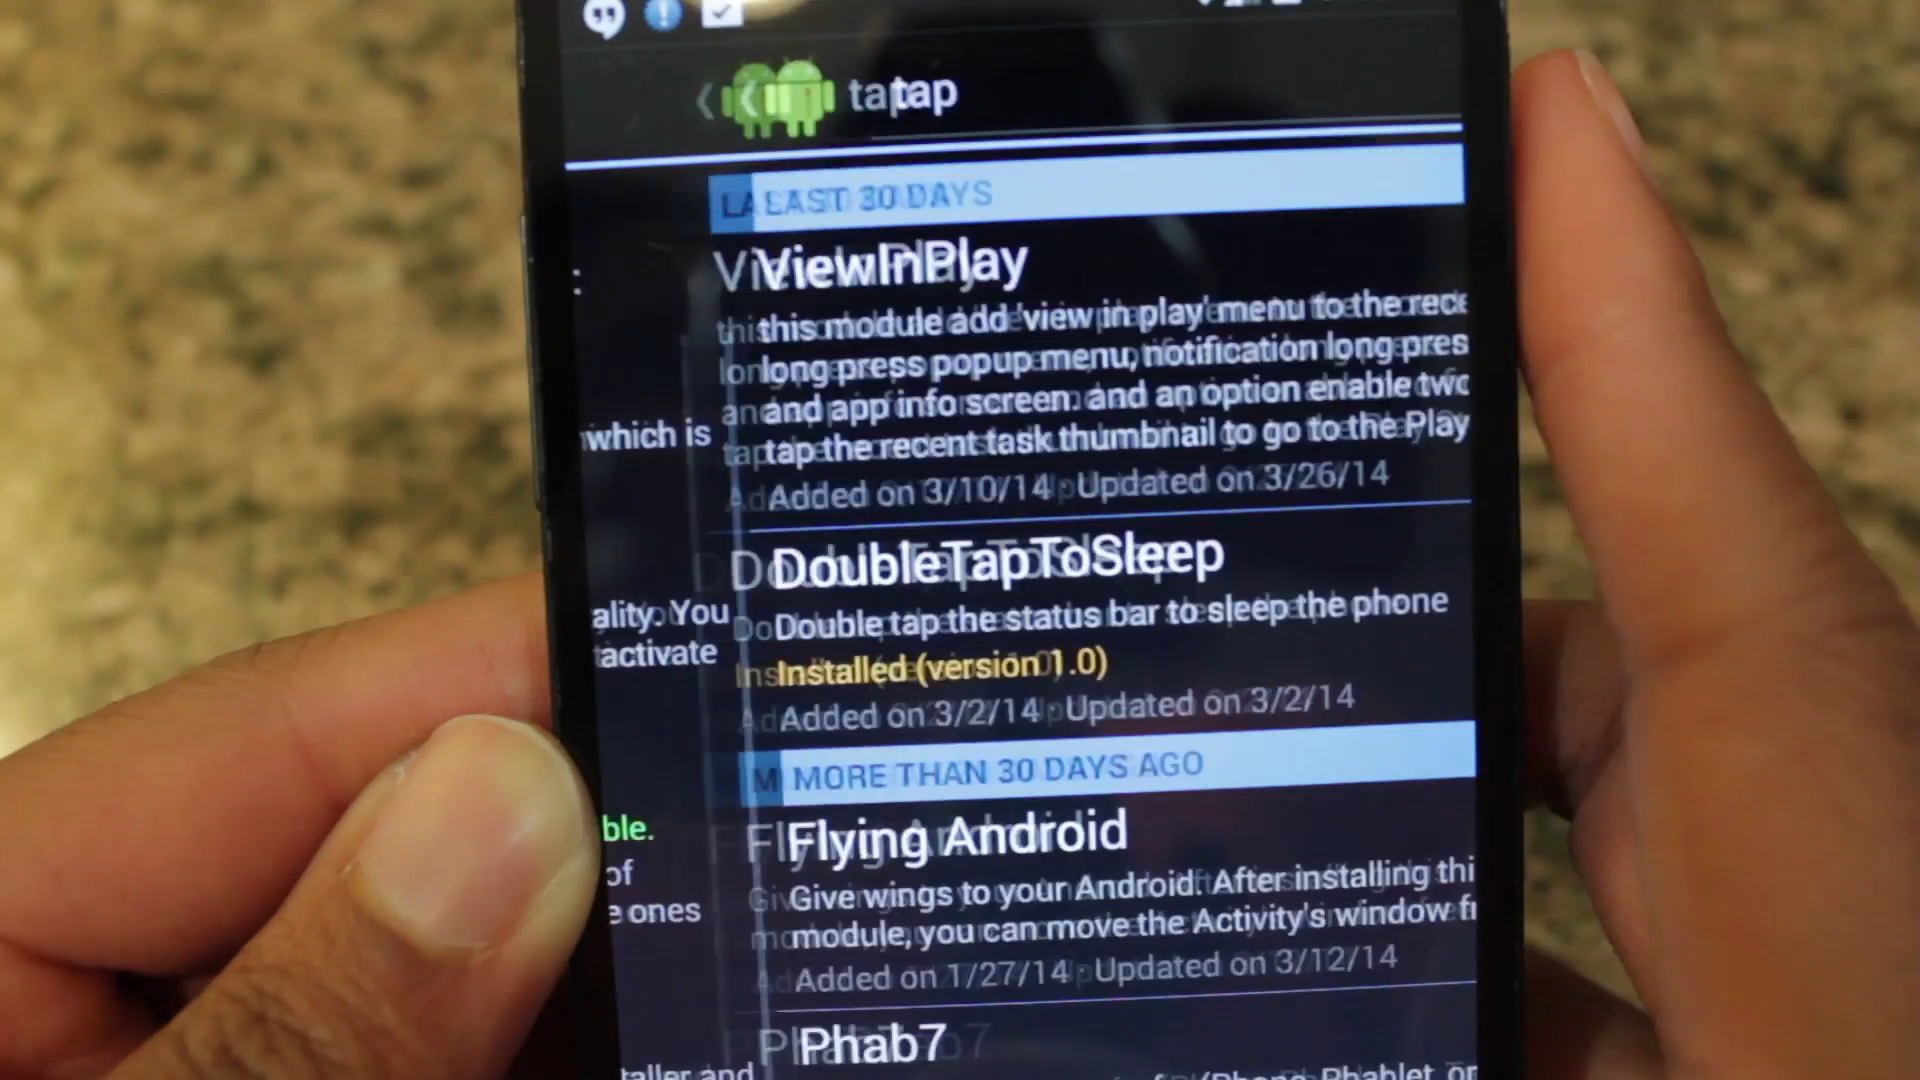 tap
LAST 30 DAYS
ViewInPlay
this module add 'view in play' menu to the rece
long press popup menu, notification long pres
which is
and app info screen. and an option enable two
tap the recent task thumbnail to go to the Play
Added on 3/10/14 · Updated on 3/26/14
DoubleTapToSleep
ality. You
Double tap the status bar to sleep the phone
activate
Installed (version 1.0)
Added on 3/2/14 · Updated on 3/2/14
MORE THAN 30 DAYS AGO
Flying Android
ble.
of
Give wings to your Android. After installing thi
e ones
module, you can move the Activity's window fr
Added on 1/27/14 · Updated on 3/12/14
Phab7
taller and
(Phone, Phablet, or